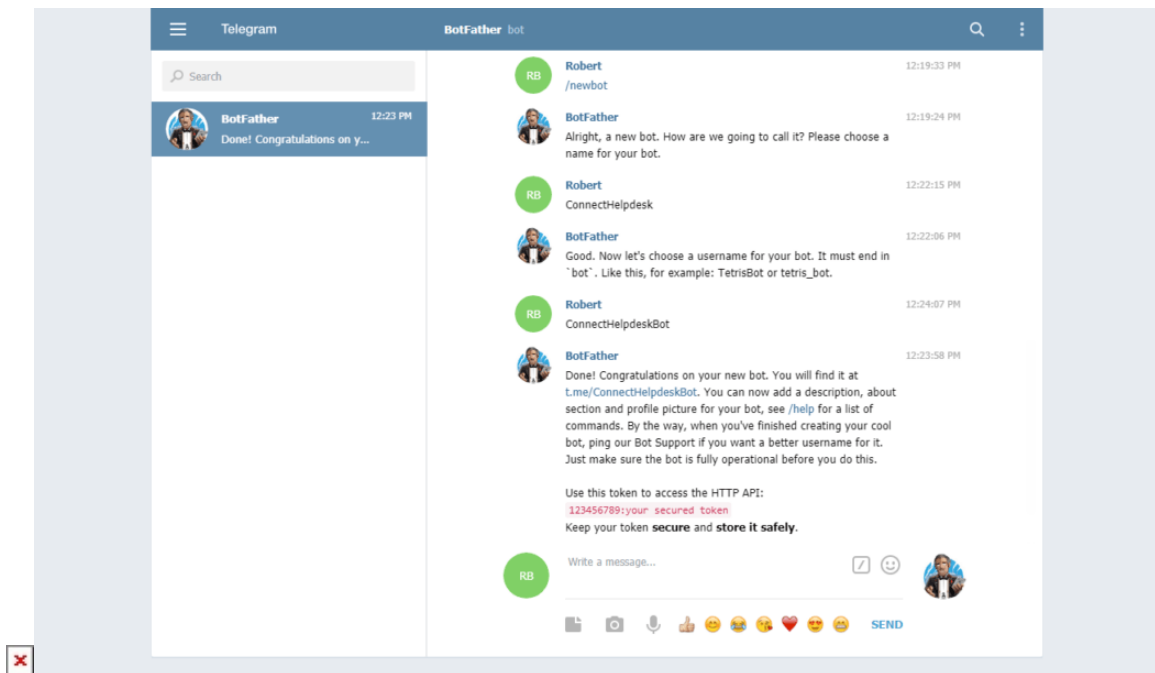 Telegram
BotFather bot
Search
BotFather 12:23 PM
Done! Congratulations on y...
RB
Robert 12:19:33 PM
/newbot
BotFather 12:19:24 PM
Alright, a new bot. How are we going to call it? Please choose a
name for your bot.
RB
Robert 12:22:15 PM
ConnectHelpdesk
BotFather 12:22:06 PM
Good. Now let's choose a username for your bot. It must end in
`bot`. Like this, for example: TetrisBot or tetris_bot.
RB
Robert 12:24:07 PM
ConnectHelpdeskBot
BotFather 12:23:58 PM
Done! Congratulations on your new bot. You will find it at
t.me/ConnectHelpdeskBot. You can now add a description, about
section and profile picture for your bot, see /help for a list of
commands. By the way, when you've finished creating your cool
bot, ping our Bot Support if you want a better username for it.
Just make sure the bot is fully operational before you do this.
Use this token to access the HTTP API:
123456789:your secured token
Keep your token secure and store it safely.
RB
Write a message...
SEND